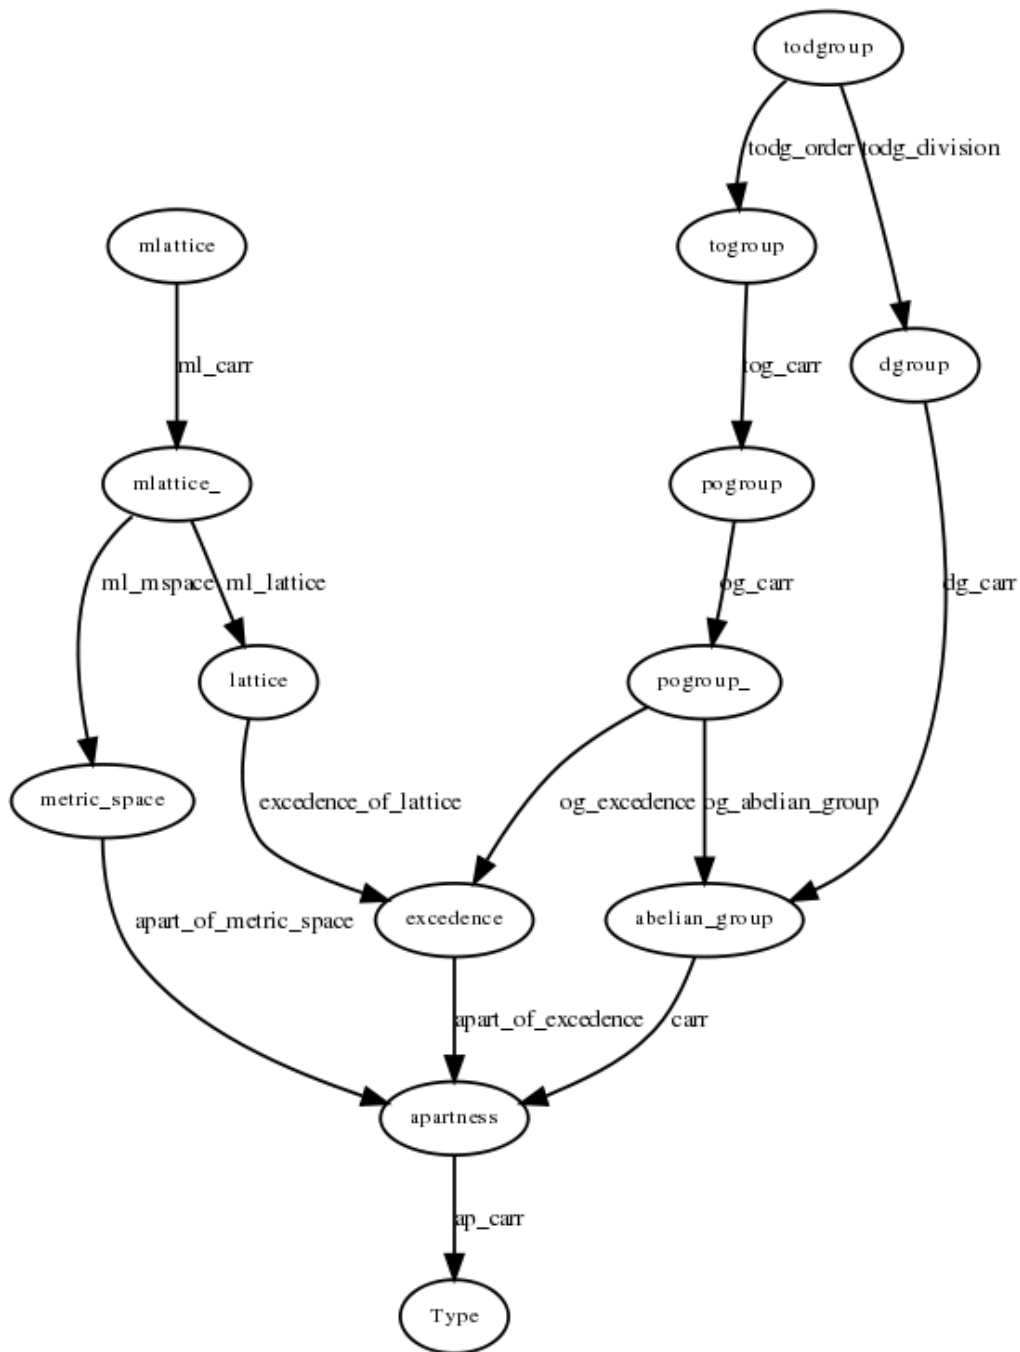 todgroup
todg_order todg_division
mlattice
togroup
ml_carr
tog_carr
dgroup
mlattice_
pogroup
ml_mspace ml_lattice
og_carr
dg_carr
lattice
pogroup_
metric_space
excedence_of_lattice
og_excedence og_abelian_group
apart_of_metric_space
excedence
abelian_group
apart_of_excedence
carr
apartness
ap_carr
Type